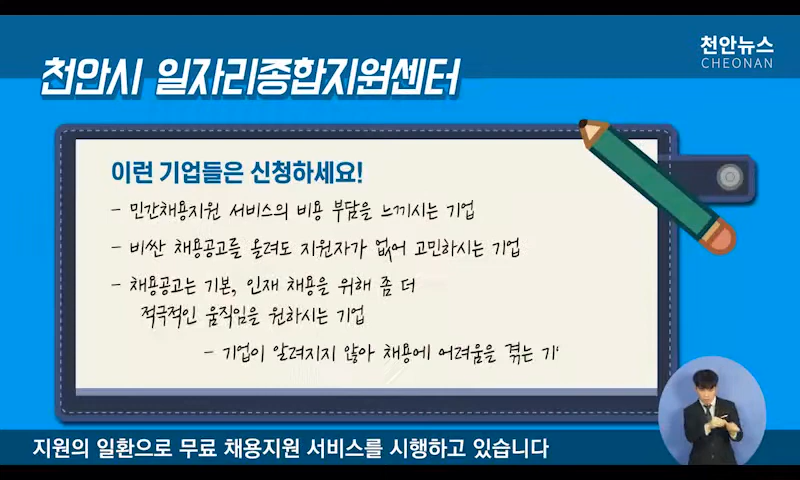 천안뉴스
CHEONAN
천안시 일자리종합지원센터
이런 기업들은 신청하세요!
- 민간채용지원 서비스의 비용 부담을 느끼시는 기업
- 비싼 채용공고를 올려도 지원자가 없어 고민하시는 기업
- 채용공고는 기본, 인재 채용을 위해 좀 더
적극적인 움직임을 원하시는 기업
- 기업이 알려지지 않아 채용에 어려움을 겪는
지원의 일환으로 무료 채용지원 서비스를 시행하고 있습니다